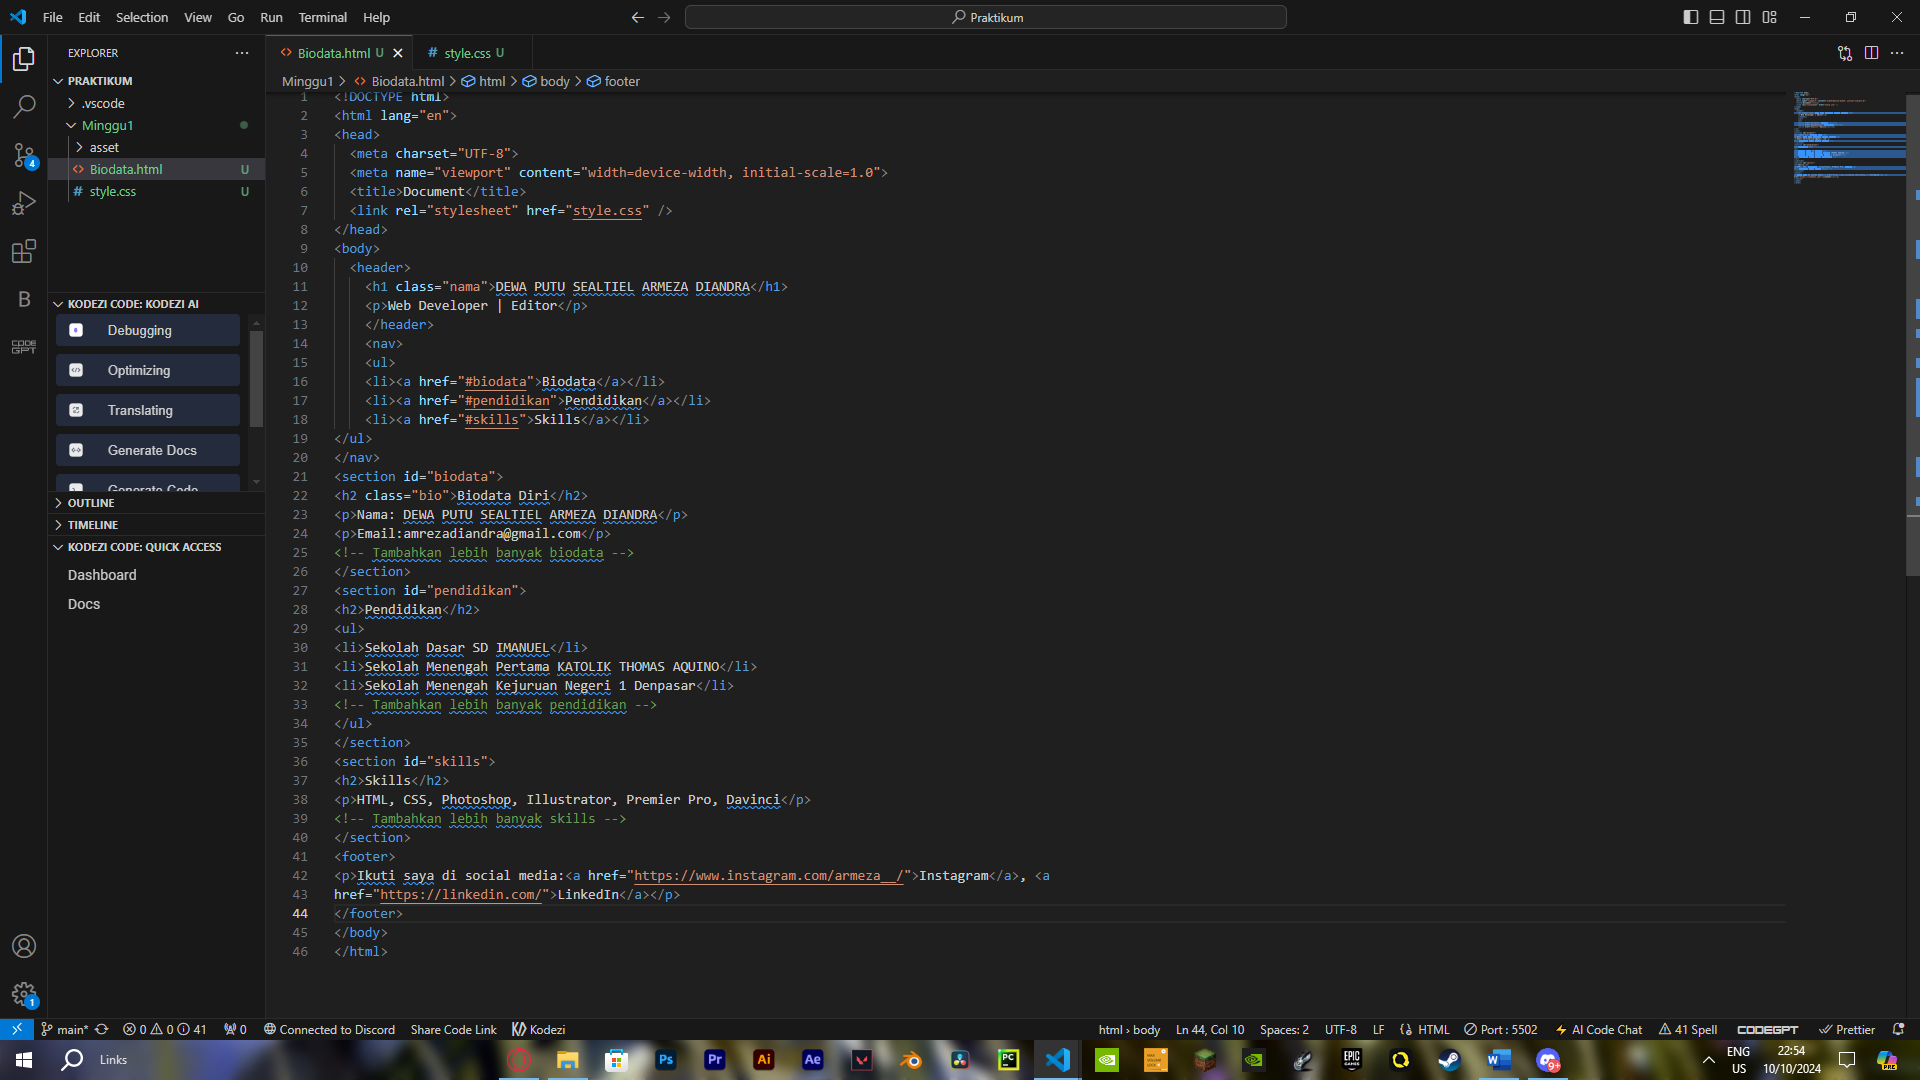 File Edit Selection View Go Run Terminal Help
Praktikum
EXPLORER
PRAKTIKUM
.vscode
Minggu1
asset
Biodata.html U
style.css U
KODEZI CODE: KODEZI AI
Debugging
Optimizing
Translating
Generate Docs
Generate Code
OUTLINE
TIMELINE
KODEZI CODE: QUICK ACCESS
Dashboard
Docs
B
CODE
GPT
4
1
Biodata.html U
style.css U
Minggu1 > Biodata.html > html > body > footer
1 <!DOCTYPE html>
2 <html lang="en">
3 <head>
4 <meta charset="UTF-8">
5 <meta name="viewport" content="width=device-width, initial-scale=1.0">
6 <title>Document</title>
7 <link rel="stylesheet" href="style.css" />
8 </head>
9 <body>
10 <header>
11 <h1 class="nama">DEWA PUTU SEALTIEL ARMEZA DIANDRA</h1>
12 <p>Web Developer | Editor</p>
13 </header>
14 <nav>
15 <ul>
16 <li><a href="#biodata">Biodata</a></li>
17 <li><a href="#pendidikan">Pendidikan</a></li>
18 <li><a href="#skills">Skills</a></li>
19 </ul>
20 </nav>
21 <section id="biodata">
22 <h2 class="bio">Biodata Diri</h2>
23 <p>Nama: DEWA PUTU SEALTIEL ARMEZA DIANDRA</p>
24 <p>Email:amrezadiandra@gmail.com</p>
25 <!-- Tambahkan lebih banyak biodata -->
26 </section>
27 <section id="pendidikan">
28 <h2>Pendidikan</h2>
29 <ul>
30 <li>Sekolah Dasar SD IMANUEL</li>
31 <li>Sekolah Menengah Pertama KATOLIK THOMAS AQUINO</li>
32 <li>Sekolah Menengah Kejuruan Negeri 1 Denpasar</li>
33 <!-- Tambahkan lebih banyak pendidikan -->
34 </ul>
35 </section>
36 <section id="skills">
37 <h2>Skills</h2>
38 <p>HTML, CSS, Photoshop, Illustrator, Premier Pro, Davinci</p>
39 <!-- Tambahkan lebih banyak skills -->
40 </section>
41 <footer>
42 <p>Ikuti saya di social media:<a href="https://www.instagram.com/armeza__/">Instagram</a>, <a
43 href="https://linkedin.com/">LinkedIn</a></p>
44 </footer>
45 </body>
46 </html>
main* 0 0 41 0 Connected to Discord Share Code Link Kodezi html > body Ln 44, Col 10 Spaces: 2 UTF-8 LF HTML Port : 5502 AI Code Chat 41 Spell CODEGPT Prettier
Links
Ps Pr Ai Ae PC EPIC GAMES W 9+
ENG
US
22:54
10/10/2024
PRE